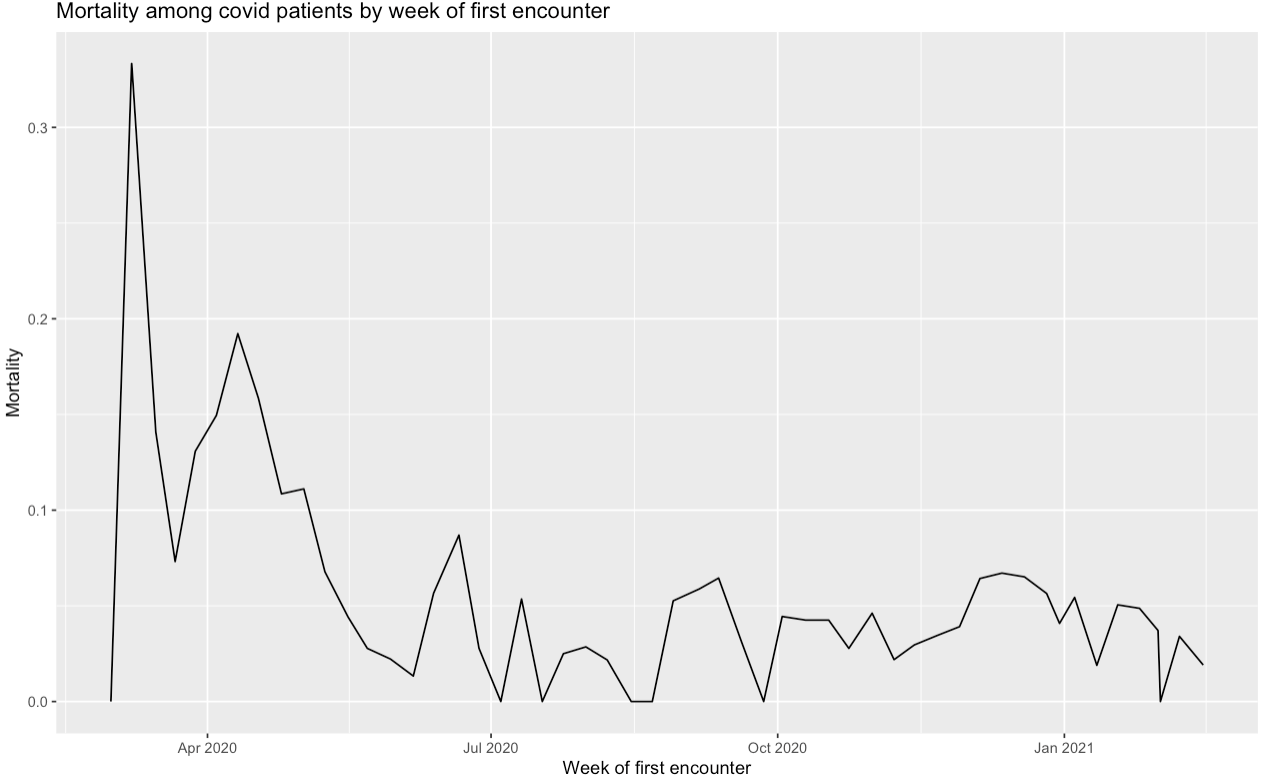 Mortality among covid patients by week of first encounter
Mortality
0.3
0.2
0.1
0.0
Apr 2020
Jul 2020
Oct 2020
Jan 2021
Week of first encounter